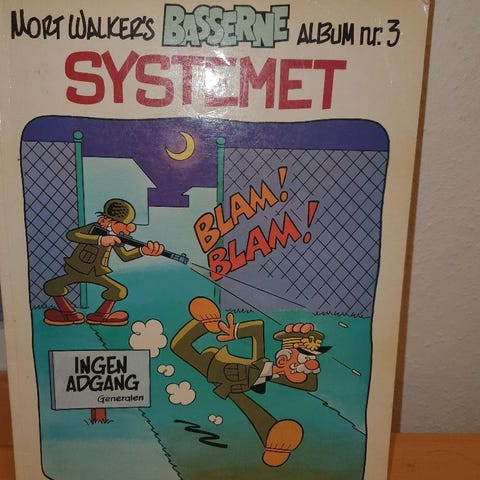 MORT WALKER'S BASSERNE ALBUM nr. 3
SYSTEMET
BLAM!
BLAM!
INGEN
ADGANG
Generalen